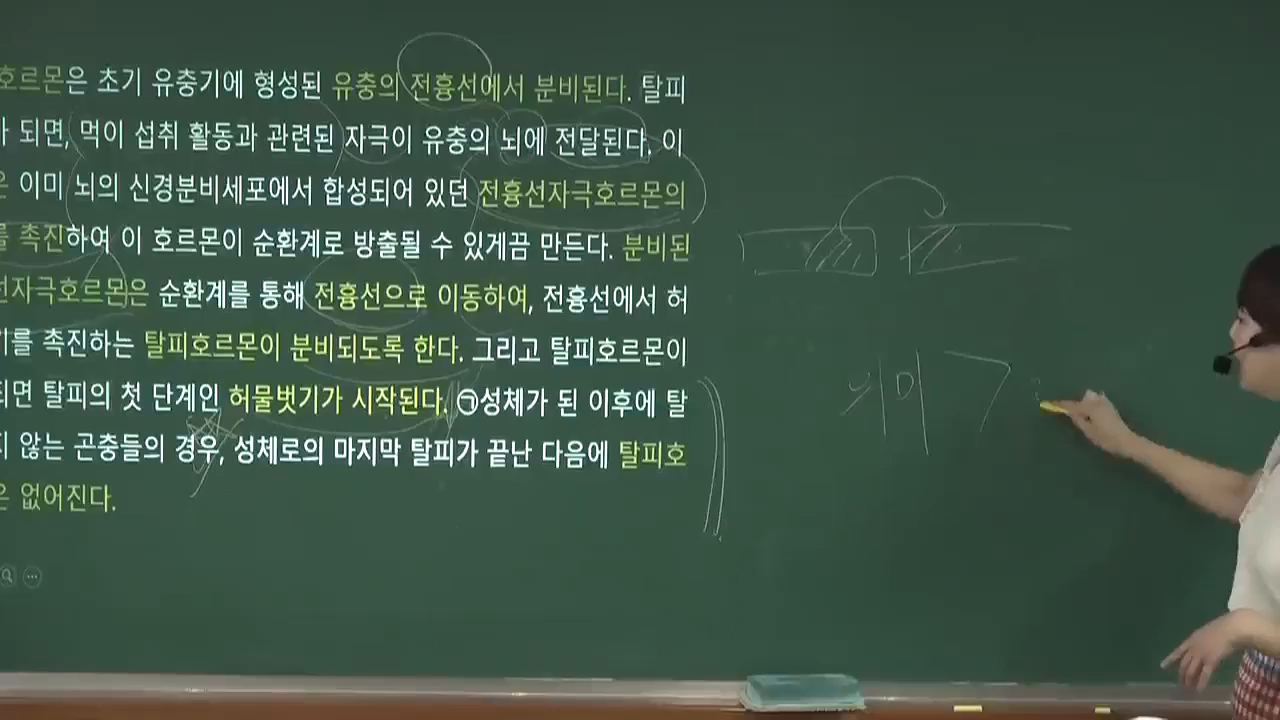 호르몬은 초기 유충기에 형성된 유충의 전흉선에서 분비된다. 탈피
가 되면, 먹이 섭취 활동과 관련된 자극이 유충의 뇌에 전달된다. 이
은 이미 뇌의 신경분비세포에서 합성되어 있던 전흉선자극호르몬의
를 촉진하여 이 호르몬이 순환계로 방출될 수 있게끔 만든다. 분비된
선자극호르몬은 순환계를 통해 전흉선으로 이동하여, 전흉선에서 허
기를 촉진하는 탈피호르몬이 분비되도록 한다. 그리고 탈피호르몬이
되면 탈피의 첫 단계인 허물벗기가 시작된다. ㉠성체가 된 이후에 탈
지 않는 곤충들의 경우, 성체로의 마지막 탈피가 끝난 다음에 탈피호
은 없어진다.
의미 ㄱ